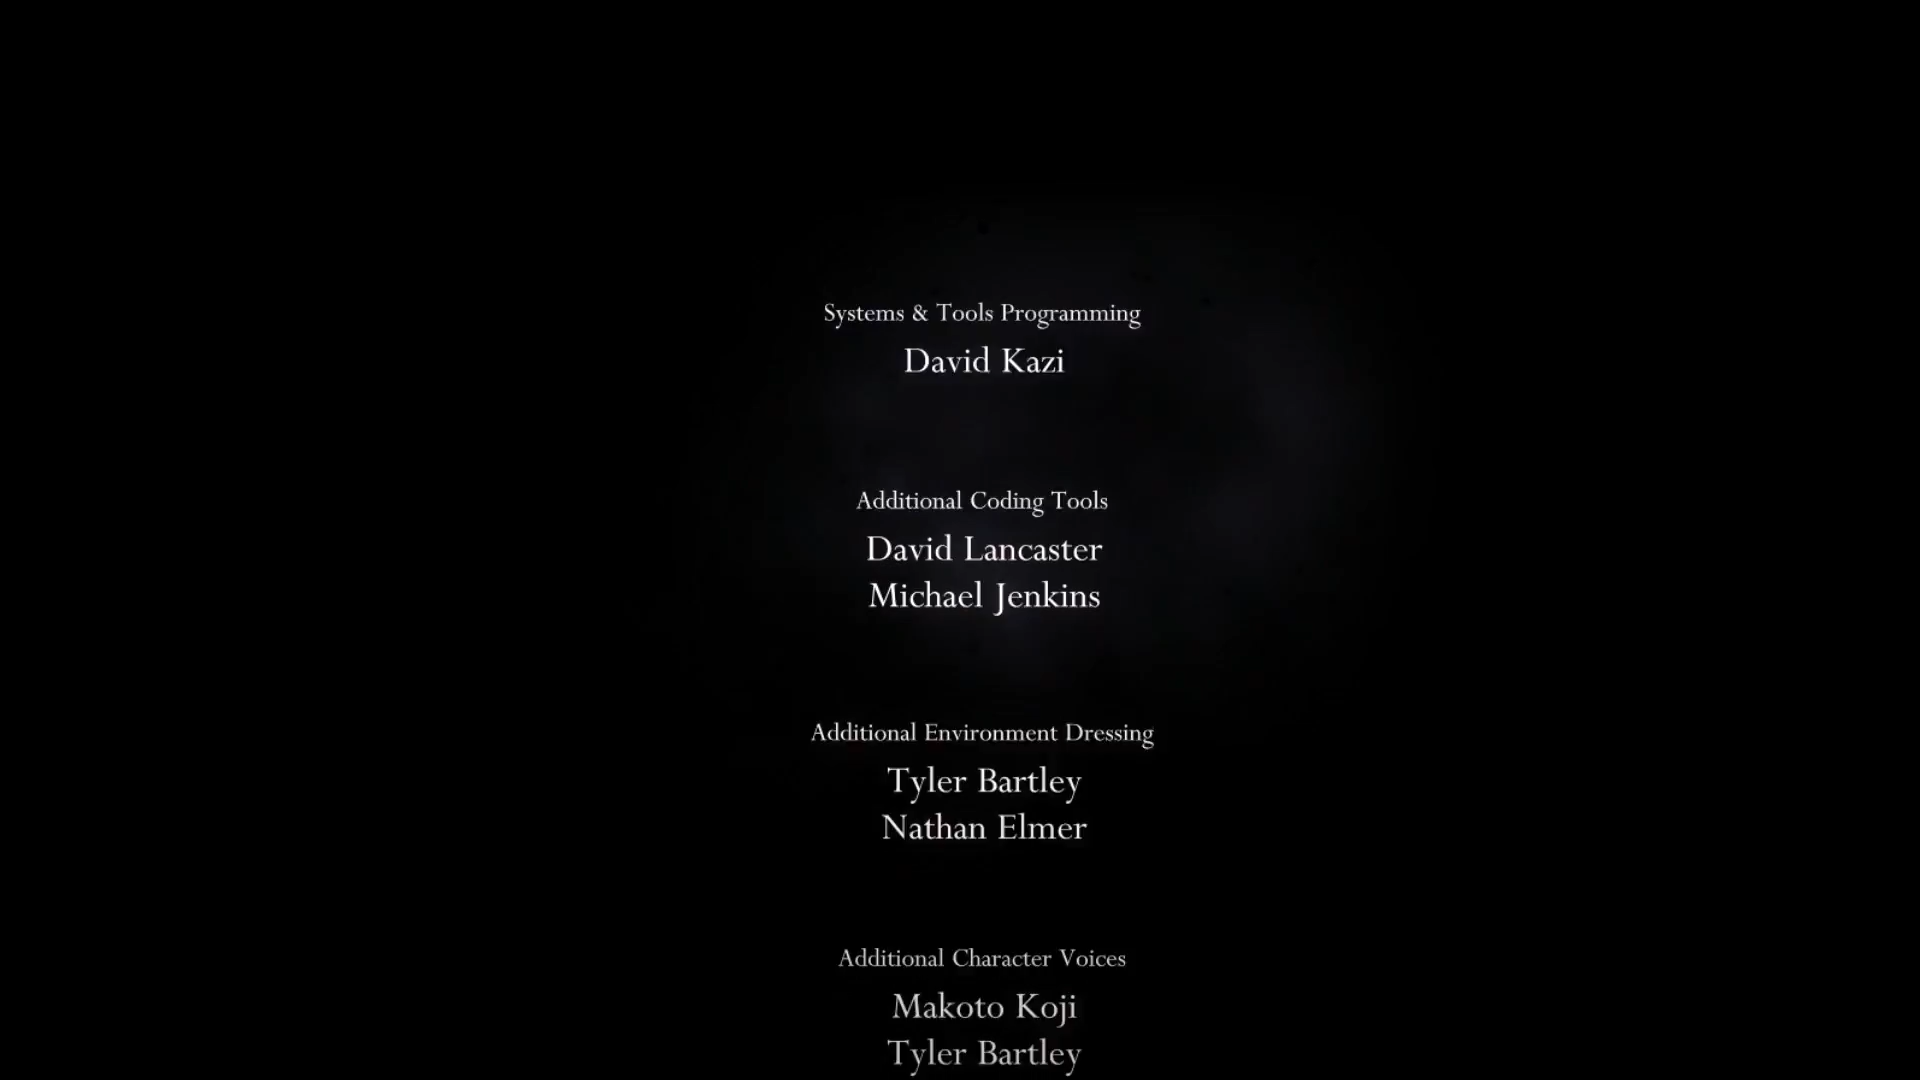 Systems & Tools Programming
David Kazi
Additional Coding Tools
David Lancaster
Michael Jenkins
Additional Environment Dressing
Tyler Bartley
Nathan Elmer
Additional Character Voices
Makoto Koji
Tyler Bartley